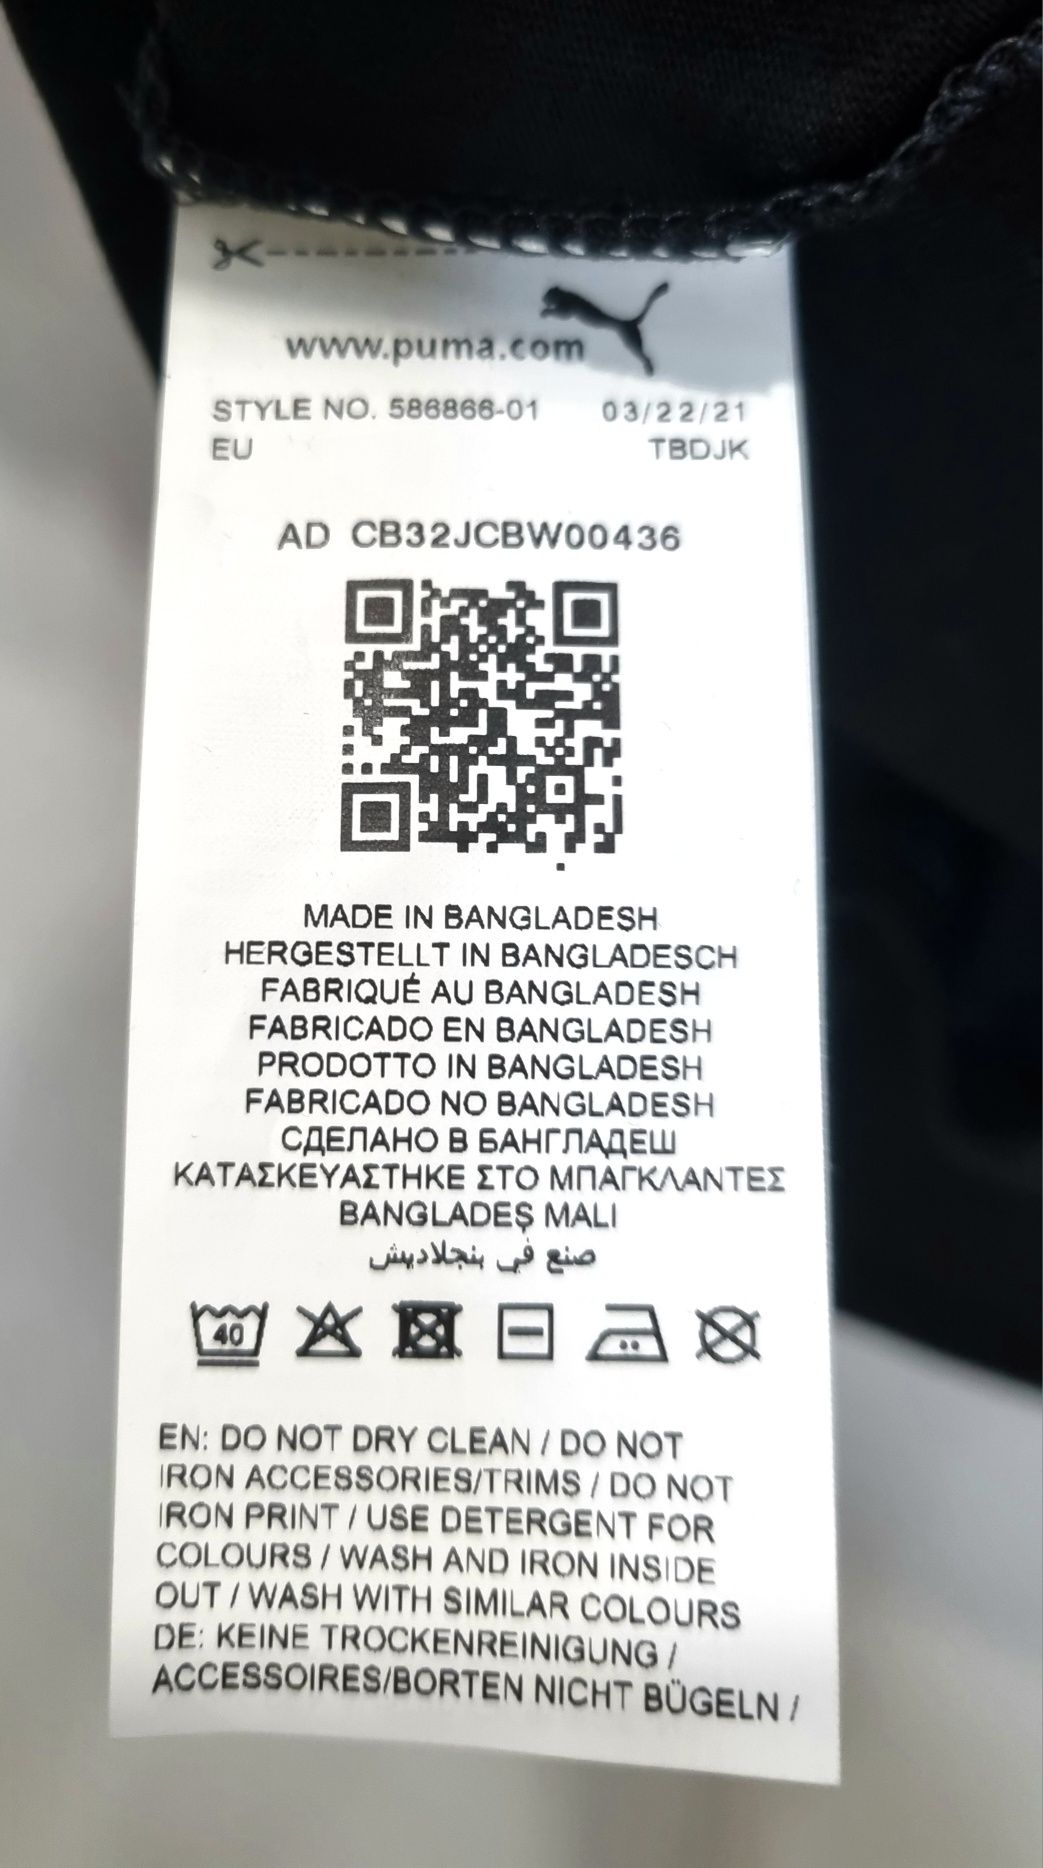 www.puma.com
STYLE NO. 586866-01 03/22/21
EU TBDJK
AD CB32JCBW00436
MADE IN BANGLADESH
HERGESTELLT IN BANGLADESCH
FABRIQUÉ AU BANGLADESH
FABRICADO EN BANGLADESH
PRODOTTO IN BANGLADESH
FABRICADO NO BANGLADESH
СДЕЛАНО В БАНГЛАДЕШ
ΚΑΤΑΣΚΕΥΑΣΤΗΚΕ ΣΤΟ ΜΠΑΓΚΛΑΝΤΕΣ
BANGLADEŞ MALI
صنع في بنجلاديش
40
EN: DO NOT DRY CLEAN / DO NOT
IRON ACCESSORIES/TRIMS / DO NOT
IRON PRINT / USE DETERGENT FOR
COLOURS / WASH AND IRON INSIDE
OUT / WASH WITH SIMILAR COLOURS
DE: KEINE TROCKENREINIGUNG /
ACCESSOIRES/BORTEN NICHT BÜGELN /